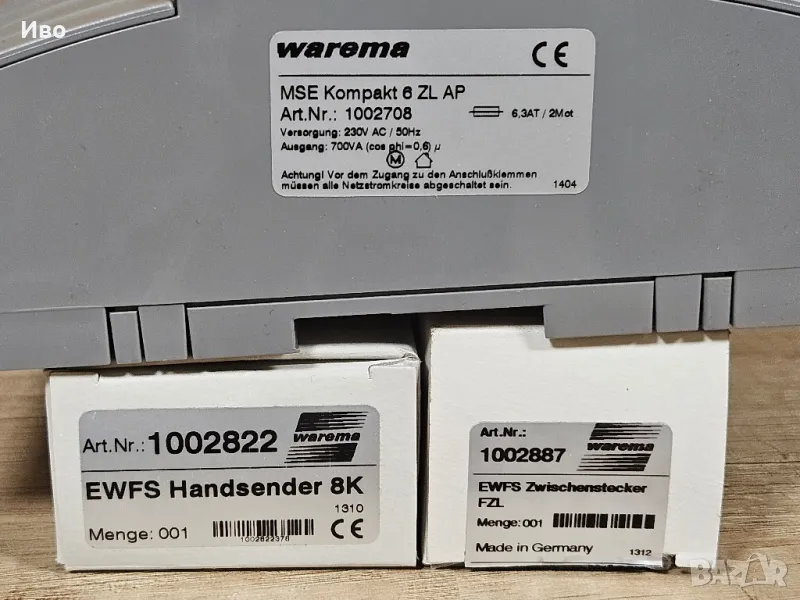 Иво
warema
MSE Kompakt 6 ZL AP
Art.Nr.: 1002708
6,3AT / 2Mot
Versorgung: 230V AC / 50Hz
Ausgang: 700VA (cos phi=0,6) µ
M
Achtung! Vor dem Zugang zu den Anschlußklemmen
müssen alle Netzstromkreise abgeschaltet sein.
1404
CE
Art.Nr.: 1002822
warema
EWFS Handsender 8K
1310
Menge: 001
1002822376
CE
Art.Nr.:
1002887
warema
EWFS Zwischenstecker
FZL
Menge: 001
Made in Germany
1312
BAZAR